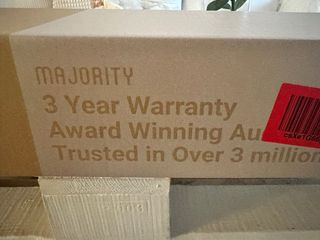 MAJORITY
3 Year Warranty
Award Winning Au
Trusted in Over 3 million